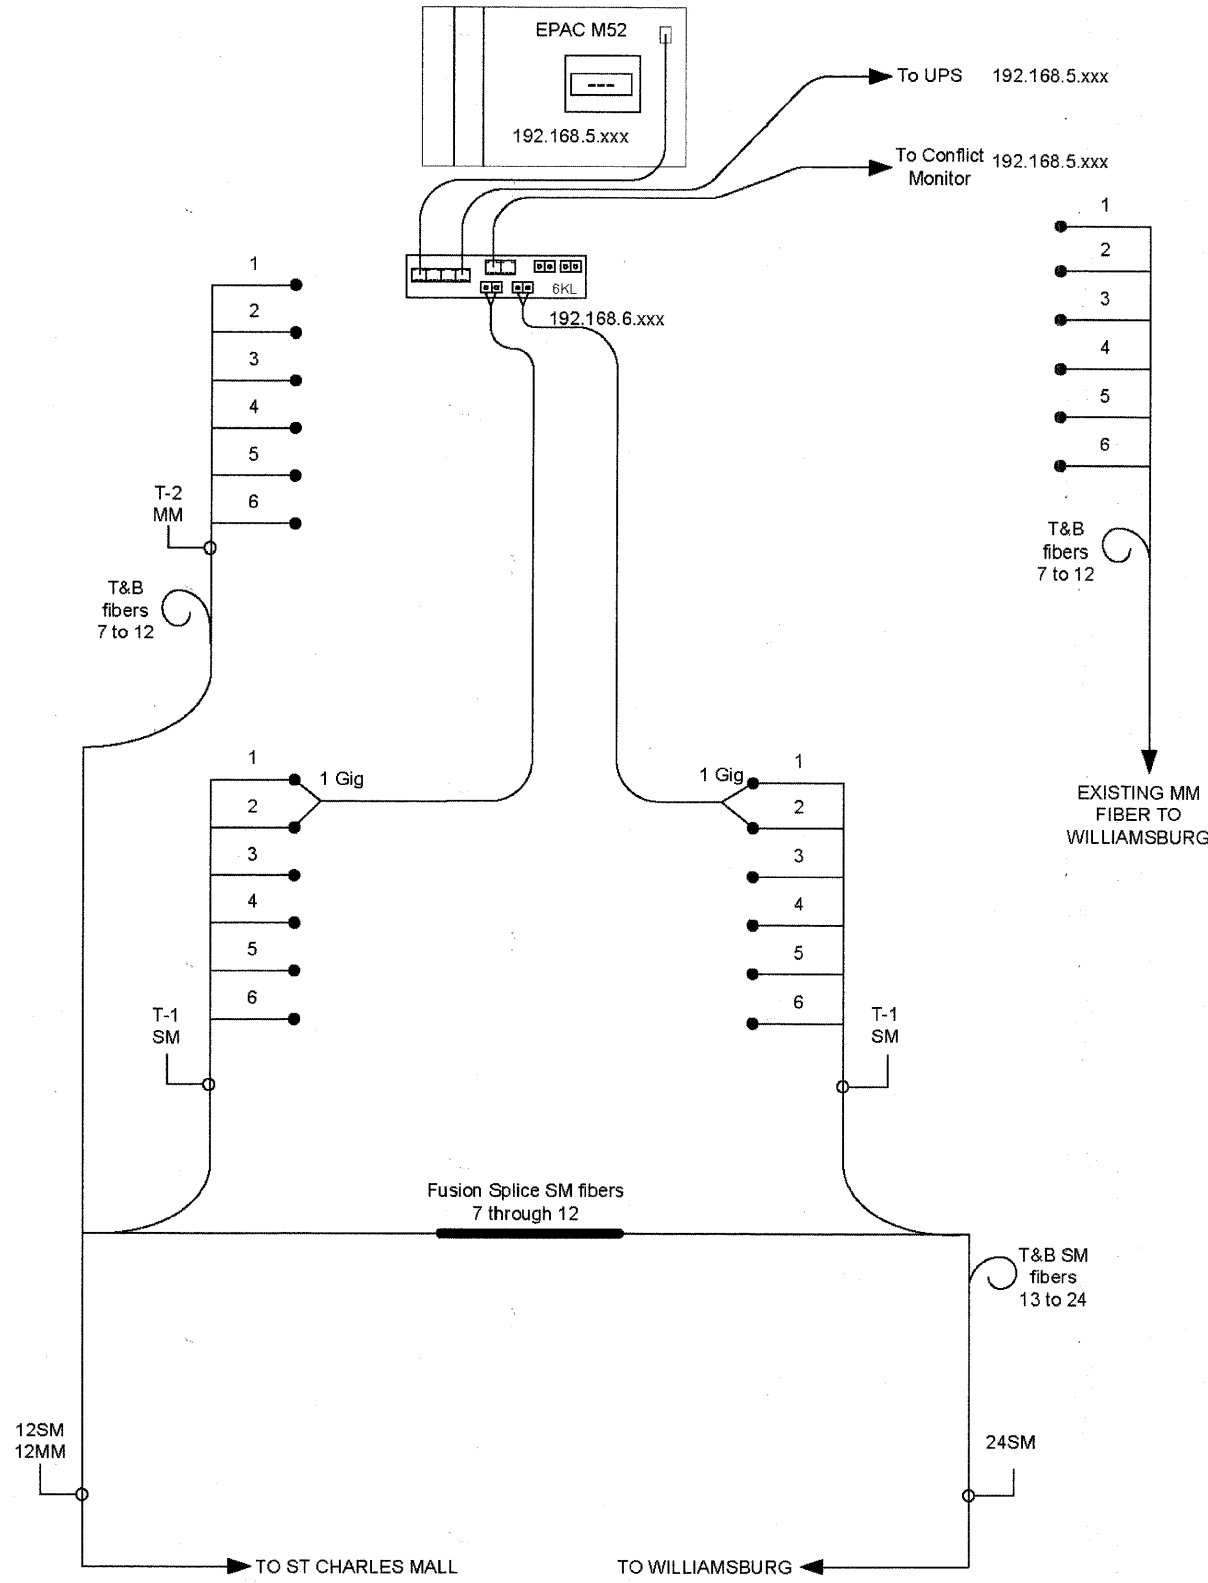 EPAC M52
---
192.168.5.xxx
To UPS 192.168.5.xxx
To Conflict 192.168.5.xxx
Monitor
6KL
192.168.6.xxx
1
2
3
4
5
6
T-2
MM
T&B
fibers
7 to 12
1
2
3
4
5
6
T&B
fibers
7 to 12
EXISTING MM
FIBER TO
WILLIAMSBURG
1
2
3
4
5
6
1 Gig
T-1
SM
1 Gig
1
2
3
4
5
6
T-1
SM
Fusion Splice SM fibers
7 through 12
T&B SM
fibers
13 to 24
12SM
12MM
24SM
TO ST CHARLES MALL
TO WILLIAMSBURG